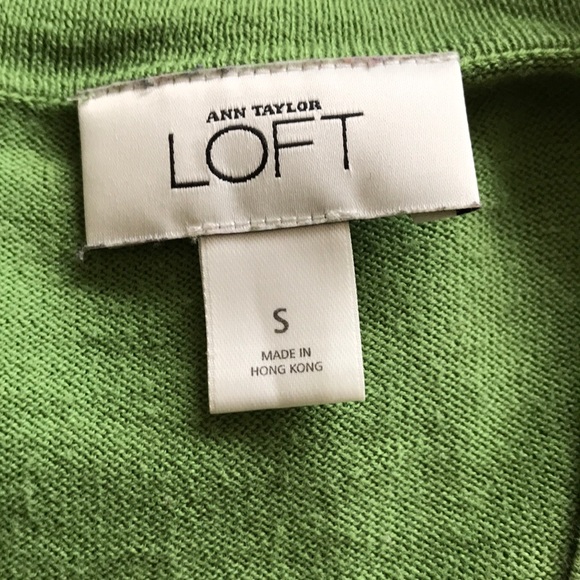 ANN TAYLOR
LOFT
S
MADE IN
HONG KONG